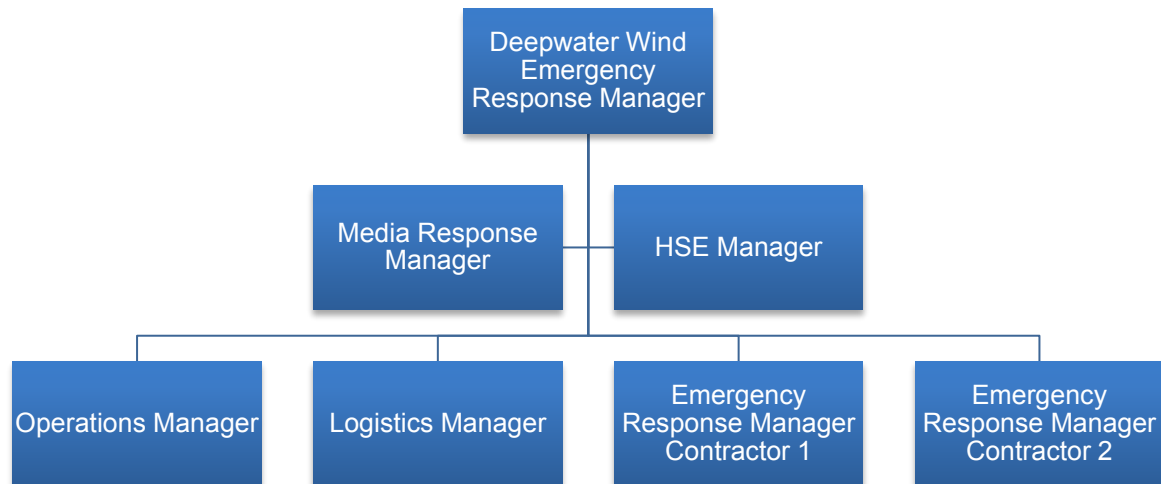 Deepwater Wind
Emergency
Response Manager
Media Response
Manager
HSE Manager
Operations Manager
Logistics Manager
Emergency
Response Manager
Contractor 1
Emergency
Response Manager
Contractor 2